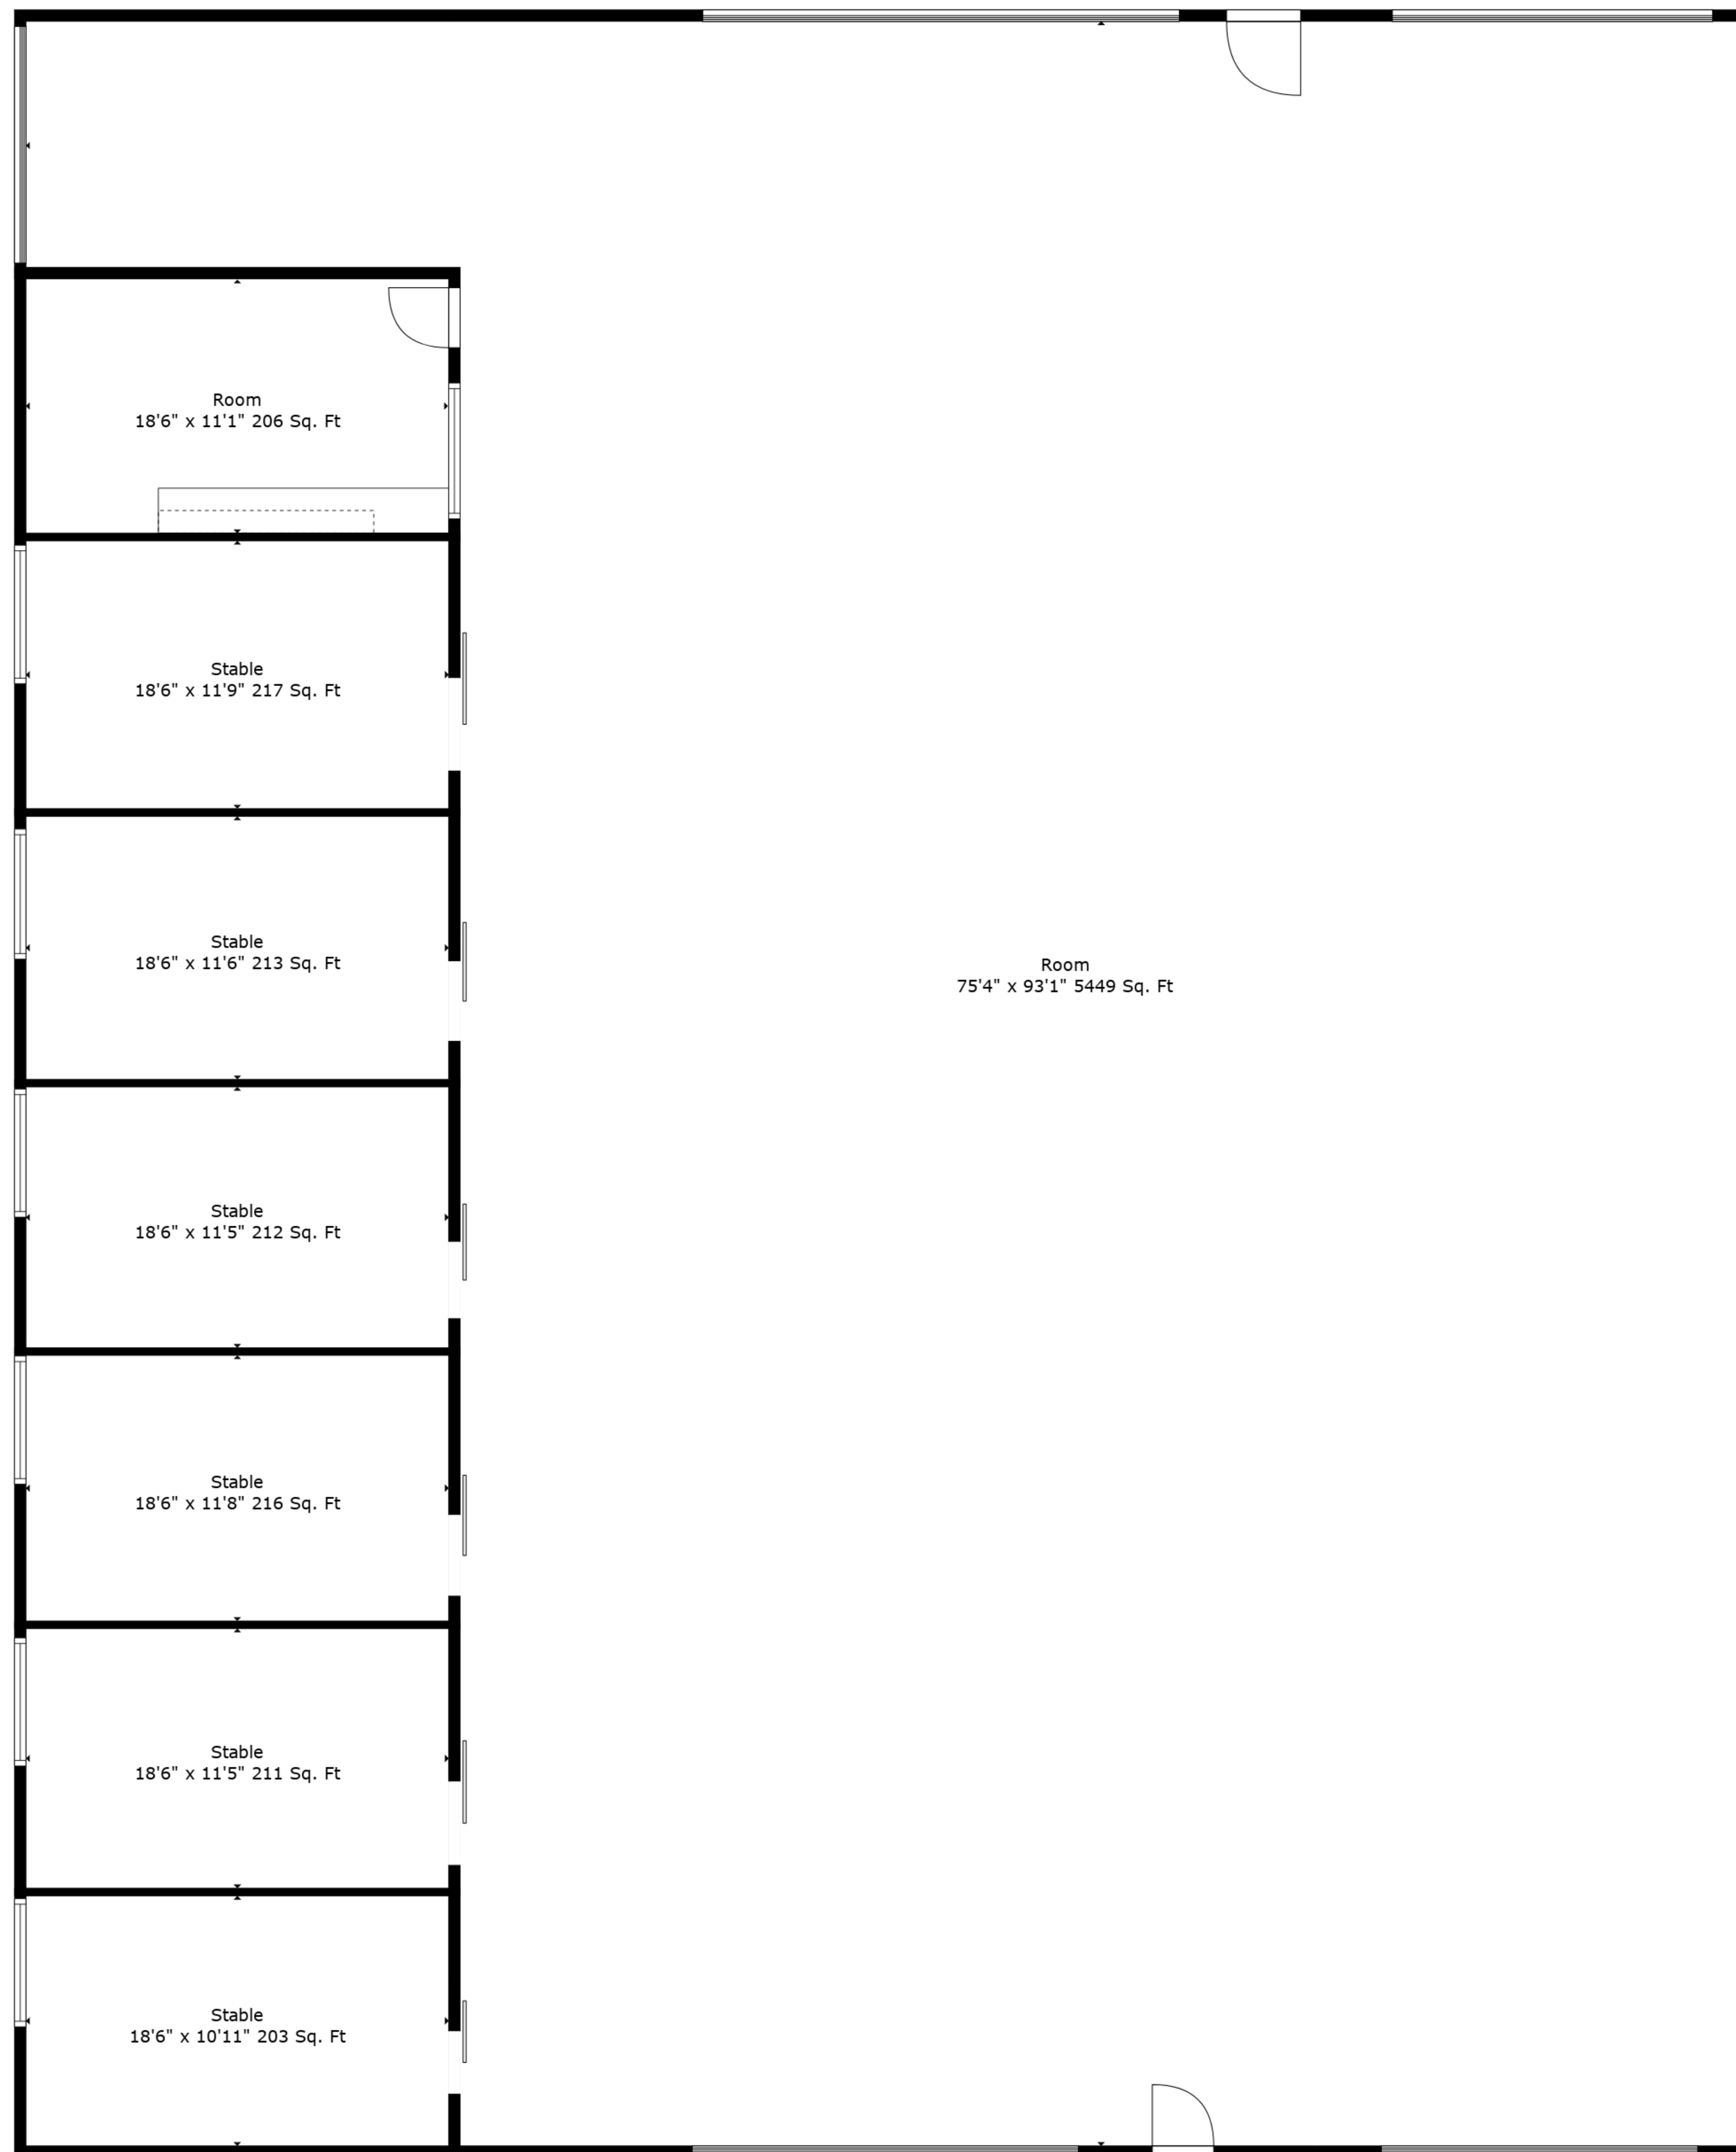 Room
18'6" x 11'1" 206 Sq. Ft
Stable
18'6" x 11'9" 217 Sq. Ft
Stable
18'6" x 11'6" 213 Sq. Ft
Room
75'4" x 93'1" 5449 Sq. Ft
Stable
18'6" x 11'5" 212 Sq. Ft
Stable
18'6" x 11'8" 216 Sq. Ft
Stable
18'6" x 11'5" 211 Sq. Ft
Stable
18'6" x 10'11" 203 Sq. Ft